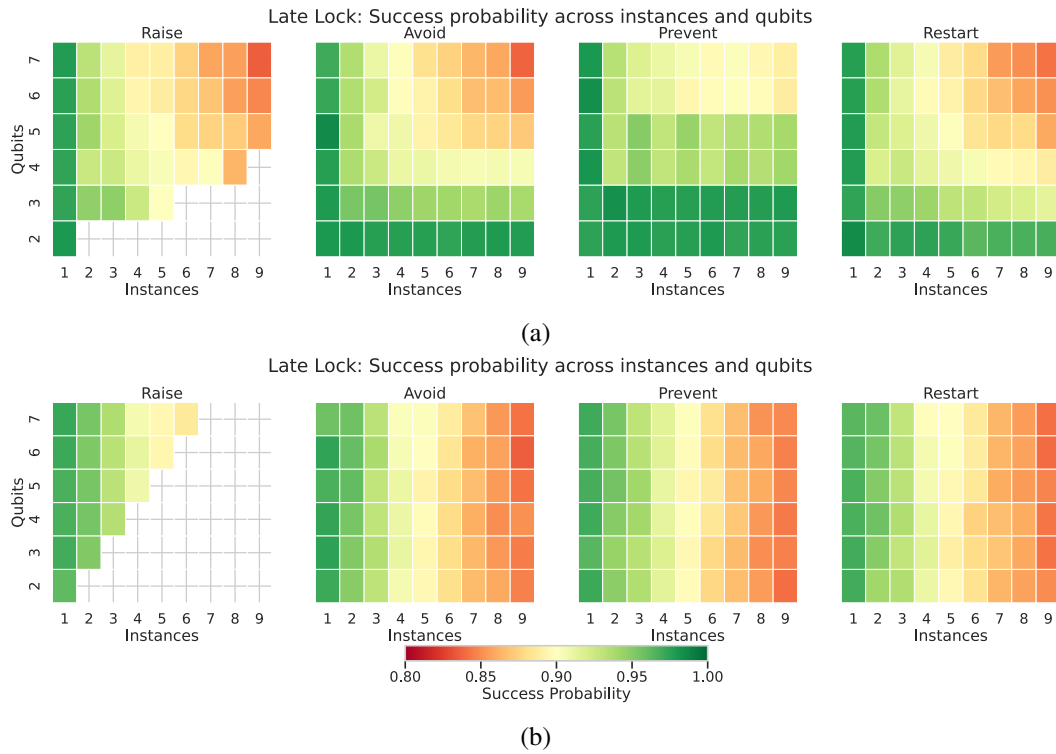 Late Lock: Success probability across instances and qubits
Raise Avoid Prevent Restart
Qubits
7
6
5
4
3
2
1 2 3 4 5 6 7 8 9 1 2 3 4 5 6 7 8 9 1 2 3 4 5 6 7 8 9 1 2 3 4 5 6 7 8 9
Instances Instances Instances Instances
(a)
Late Lock: Success probability across instances and qubits
Raise Avoid Prevent Restart
Qubits
7
6
5
4
3
2
1 2 3 4 5 6 7 8 9 1 2 3 4 5 6 7 8 9 1 2 3 4 5 6 7 8 9 1 2 3 4 5 6 7 8 9
Instances Instances Instances Instances
0.80 0.85 0.90 0.95 1.00
Success Probability
(b)